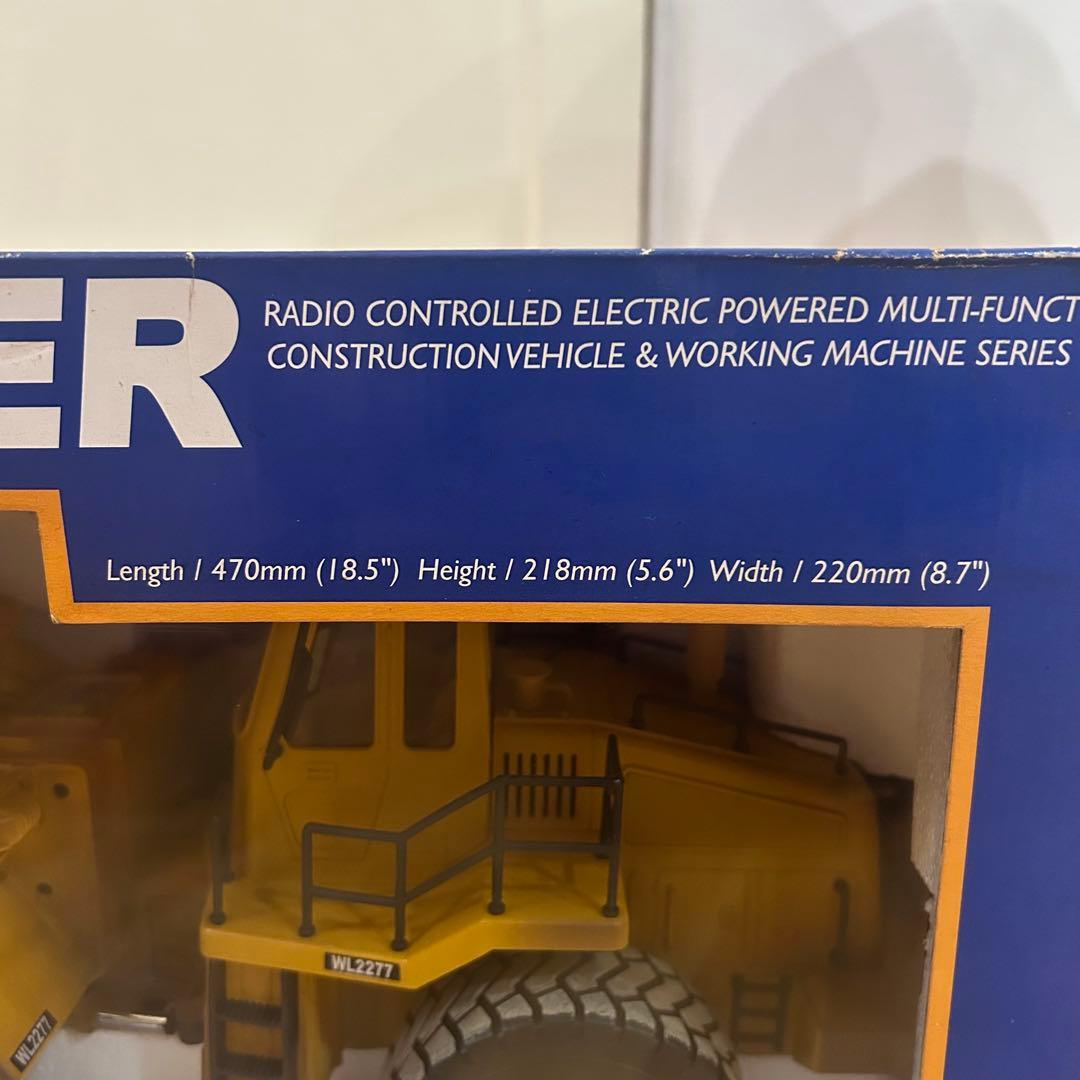 ER
RADIO CONTROLLED ELECTRIC POWERED MULTI-FUNCT
CONSTRUCTION VEHICLE & WORKING MACHINE SERIES
Length / 470mm (18.5") Height / 218mm (5.6") Width / 220mm (8.7")
WL2277
WL2277